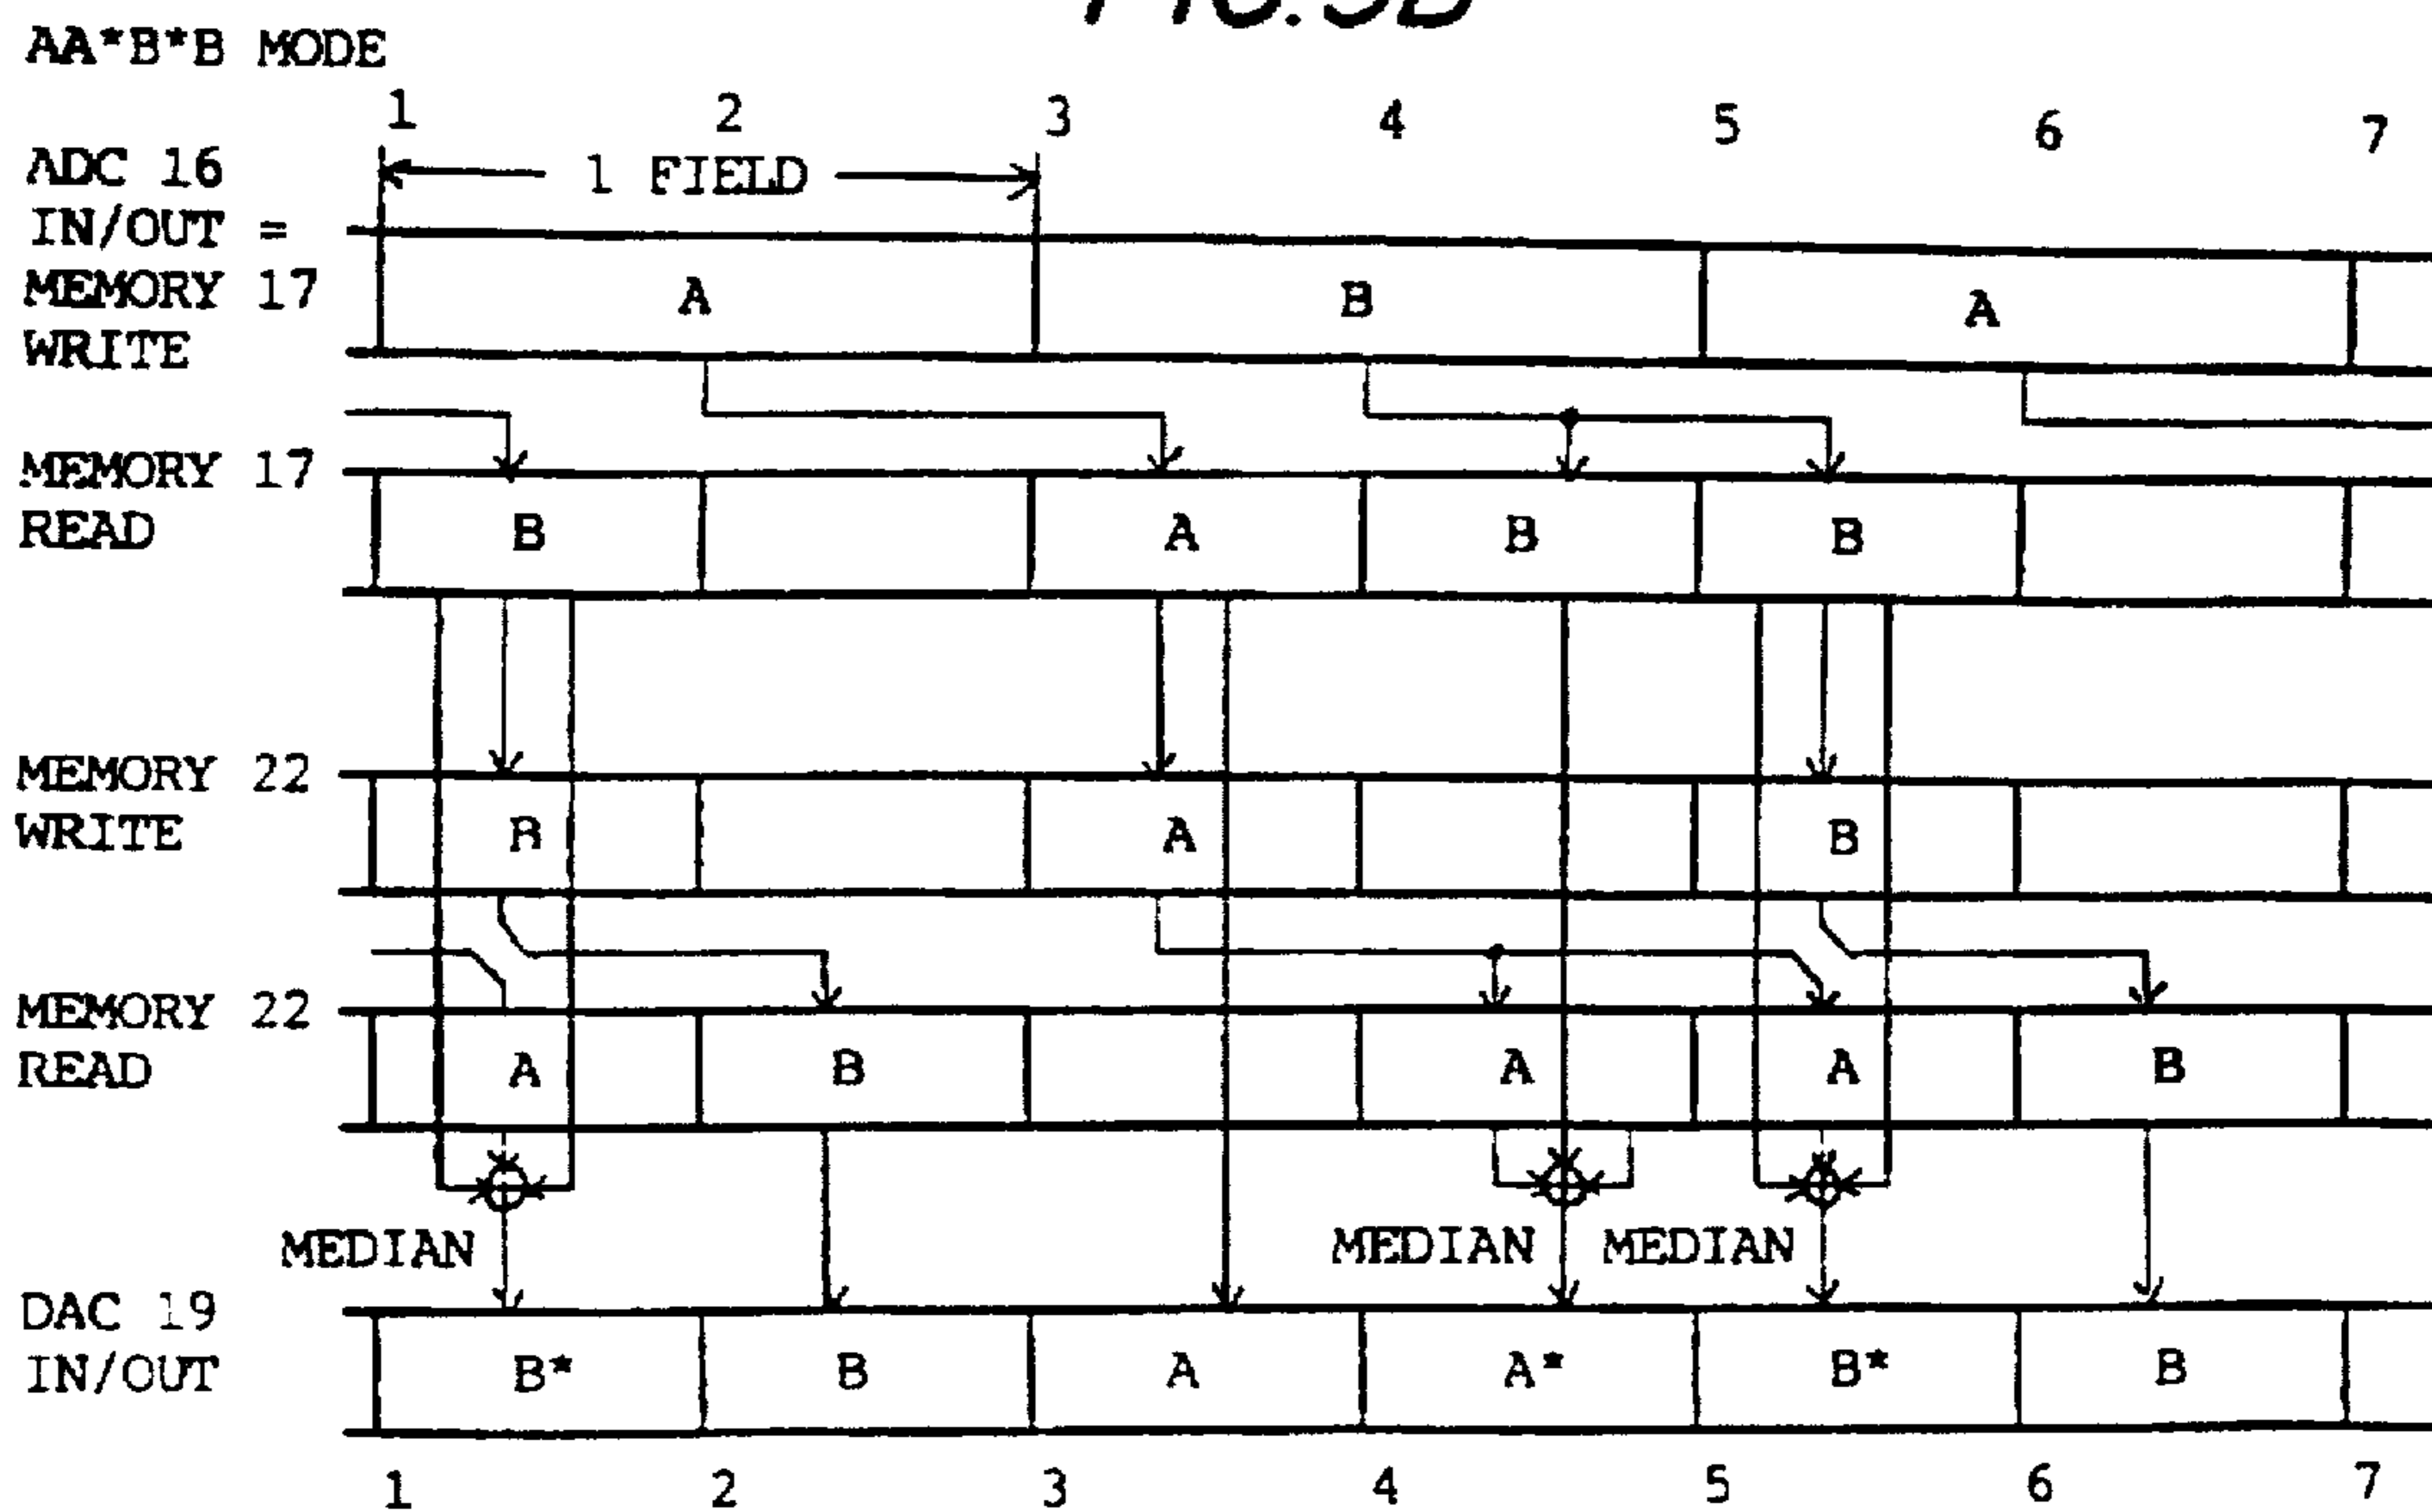 AA*B*B MODE
1 2 3 4 5 6 7
ADC 16
IN/OUT =
MEMORY 17
WRITE
1 FIELD
A B A
MEMORY 17
READ
B A B B
MEMORY 22
WRITE
B A B
MEMORY 22
READ
A B A A B
MEDIAN MEDIAN MEDIAN
DAC 19
IN/OUT
B* B A A* B* B
1 2 3 4 5 6 7